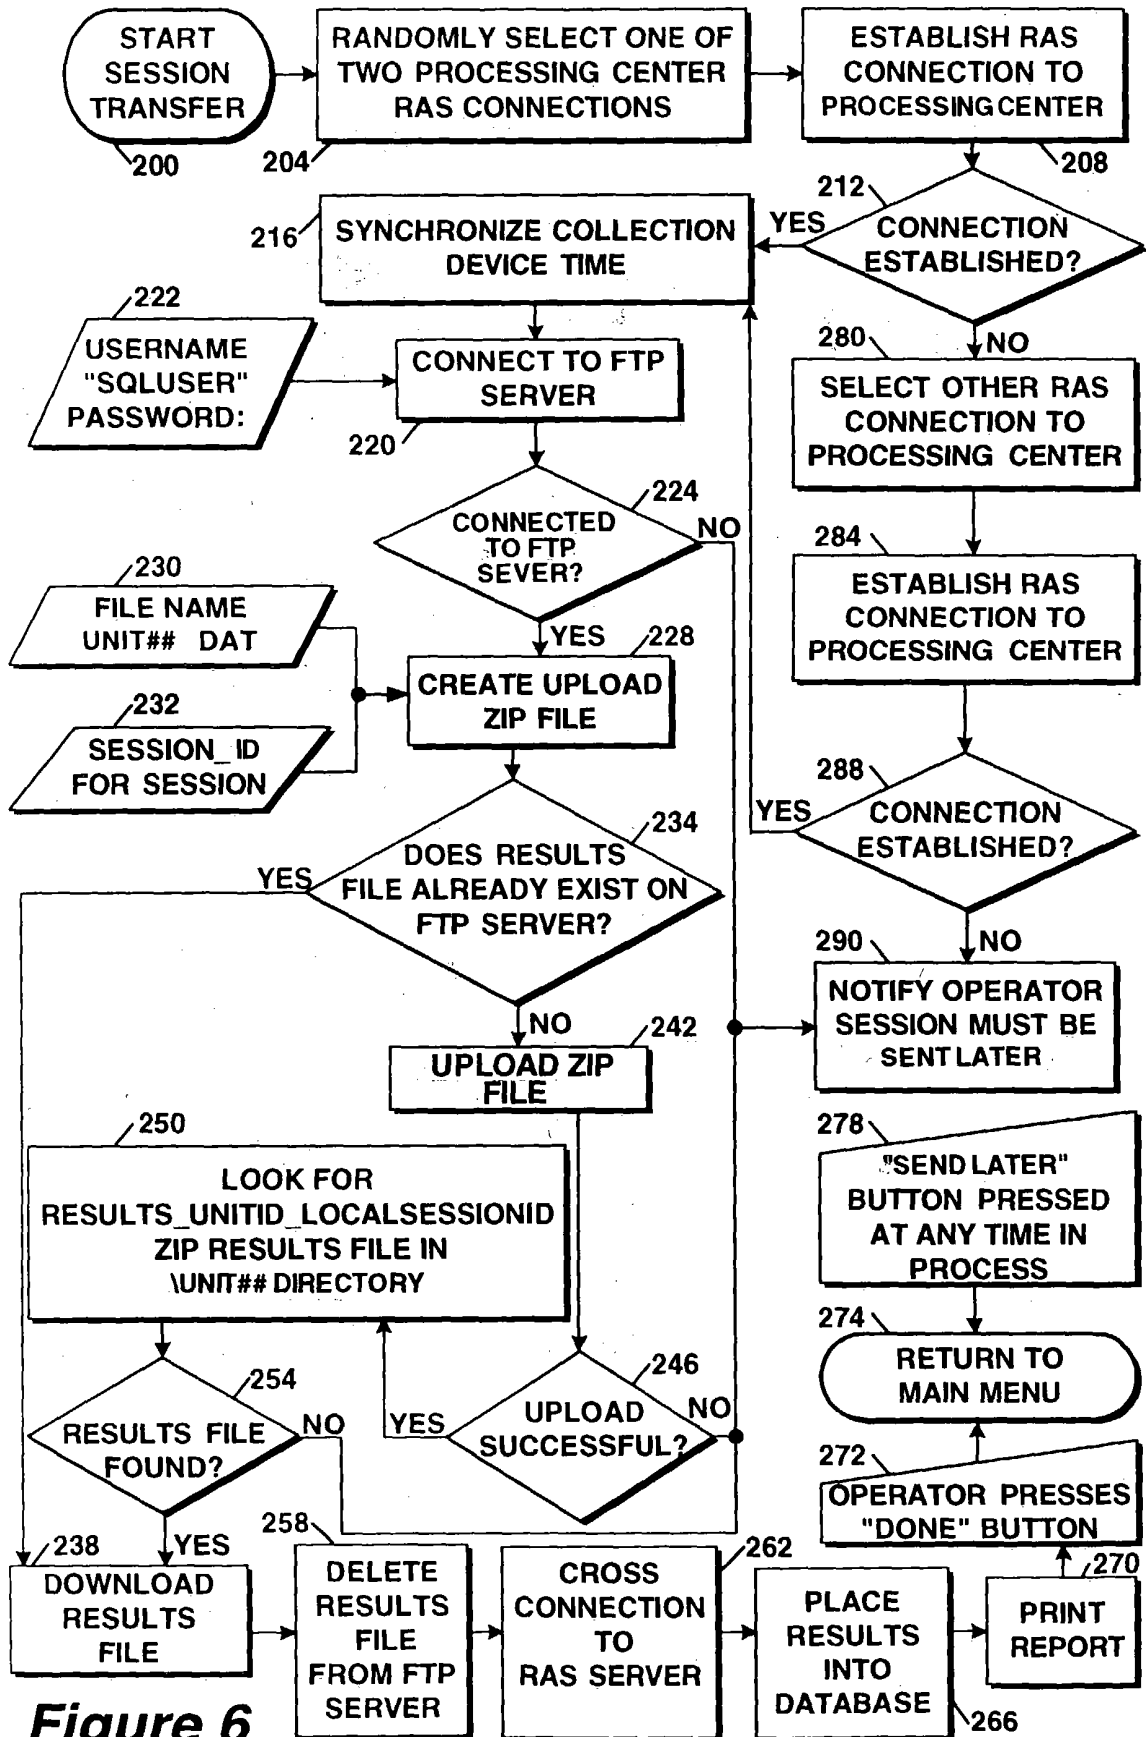 START
SESSION
TRANSFER
200
RANDOMLY SELECT ONE OF
TWO PROCESSING CENTER
RAS CONNECTIONS
204
ESTABLISH RAS
CONNECTION TO
PROCESSING CENTER
208
212
CONNECTION
ESTABLISHED?
YES
NO
216
SYNCHRONIZE COLLECTION
DEVICE TIME
222
USERNAME
"SQLUSER"
PASSWORD:
CONNECT TO FTP
SERVER
220
280
SELECT OTHER RAS
CONNECTION TO
PROCESSING CENTER
224
CONNECTED
TO FTP
SEVER?
NO
YES
284
ESTABLISH RAS
CONNECTION TO
PROCESSING CENTER
230
FILE NAME
UNIT## DAT
228
CREATE UPLOAD
ZIP FILE
232
SESSION_ID
FOR SESSION
288
CONNECTION
ESTABLISHED?
YES
NO
234
DOES RESULTS
FILE ALREADY EXIST ON
FTP SERVER?
YES
NO
290
NOTIFY OPERATOR
SESSION MUST BE
SENT LATER
242
UPLOAD ZIP
FILE
250
LOOK FOR
RESULTS_UNITID_LOCALSESSIONID
ZIP RESULTS FILE IN
\UNIT## DIRECTORY
278
"SEND LATER"
BUTTON PRESSED
AT ANY TIME IN
PROCESS
274
RETURN TO
MAIN MENU
246
UPLOAD
SUCCESSFUL?
YES
NO
254
RESULTS FILE
FOUND?
NO
YES
272
OPERATOR PRESSES
"DONE" BUTTON
238
DOWNLOAD
RESULTS
FILE
258
DELETE
RESULTS
FILE
FROM FTP
SERVER
262
CROSS
CONNECTION
TO
RAS SERVER
PLACE
RESULTS
INTO
DATABASE
266
270
PRINT
REPORT
Figure 6